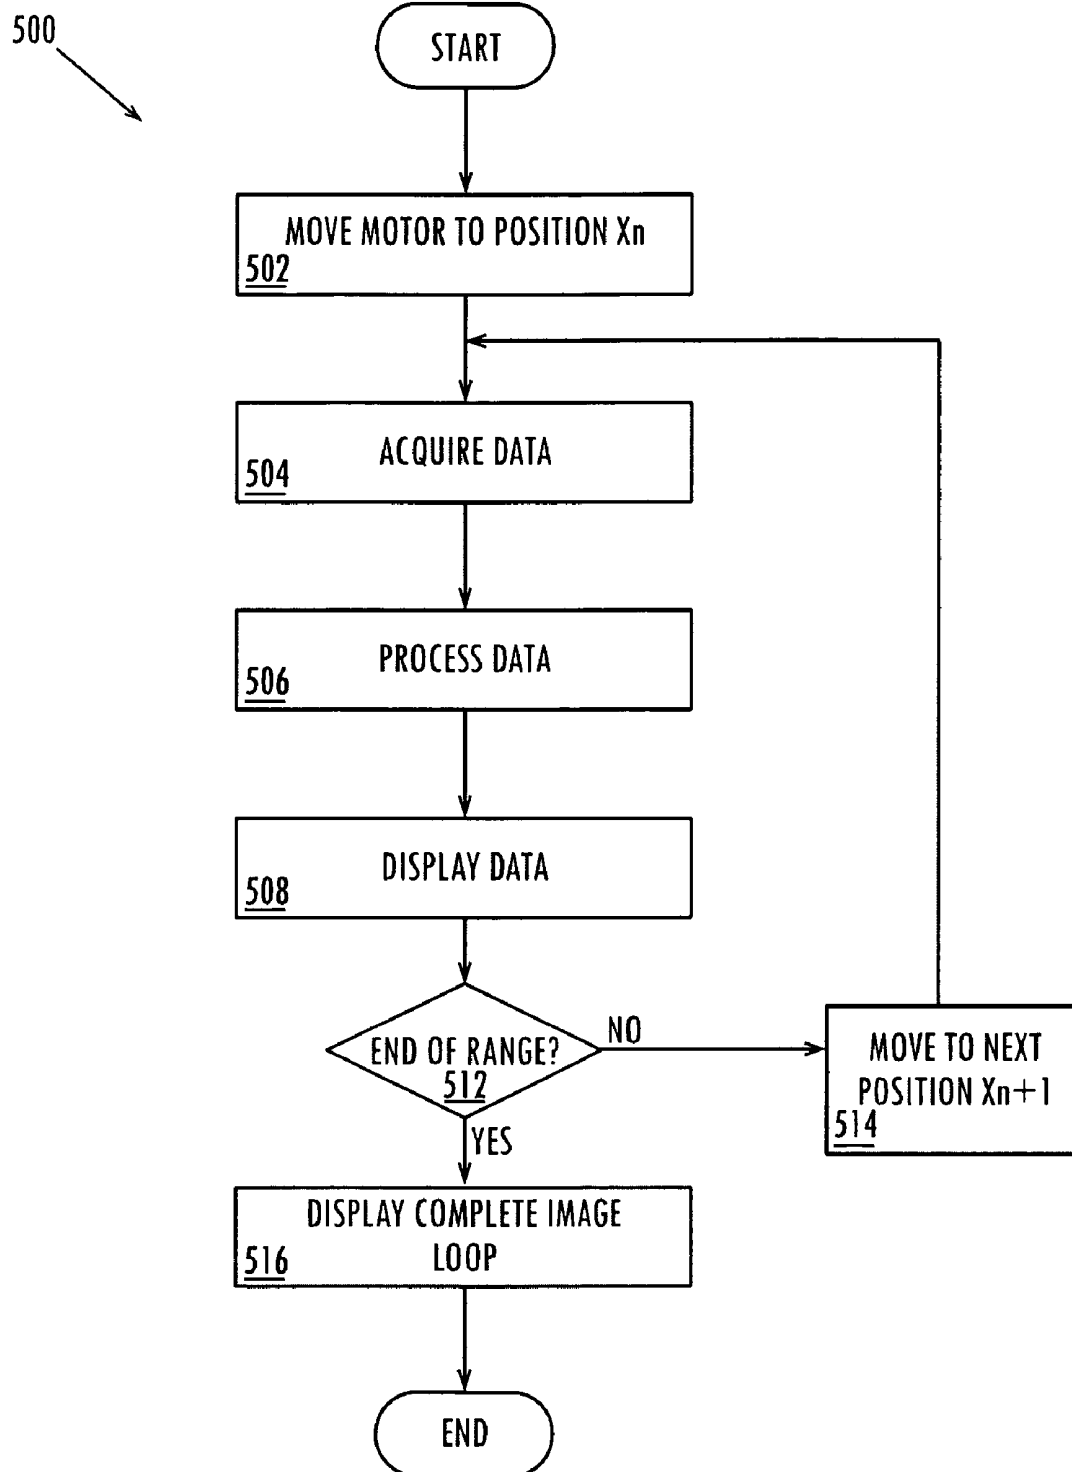 500
START
MOVE MOTOR TO POSITION Xn
502
ACQUIRE DATA
504
PROCESS DATA
506
DISPLAY DATA
508
END OF RANGE?
512
NO
MOVE TO NEXT
POSITION Xn+1
514
YES
DISPLAY COMPLETE IMAGE
LOOP
516
END